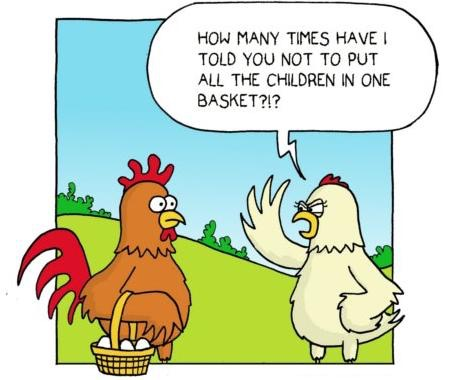 HOW MANY TIMES HAVE I
TOLD YOU NOT TO PUT
ALL THE CHILDREN IN ONE
BASKET?!?